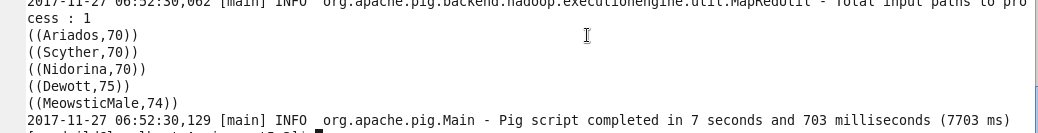 2017-11-27 06:52:30,062 [main] INFO  org.apache.pig.backend.hadoop.executionengine.util.MapRedUtil - Total input paths to pro
cess : 1
((Ariados,70))
((Scyther,70))
((Nidorina,70))
((Dewott,75))
((MeowsticMale,74))
2017-11-27 06:52:30,129 [main] INFO  org.apache.pig.Main - Pig script completed in 7 seconds and 703 milliseconds (7703 ms)